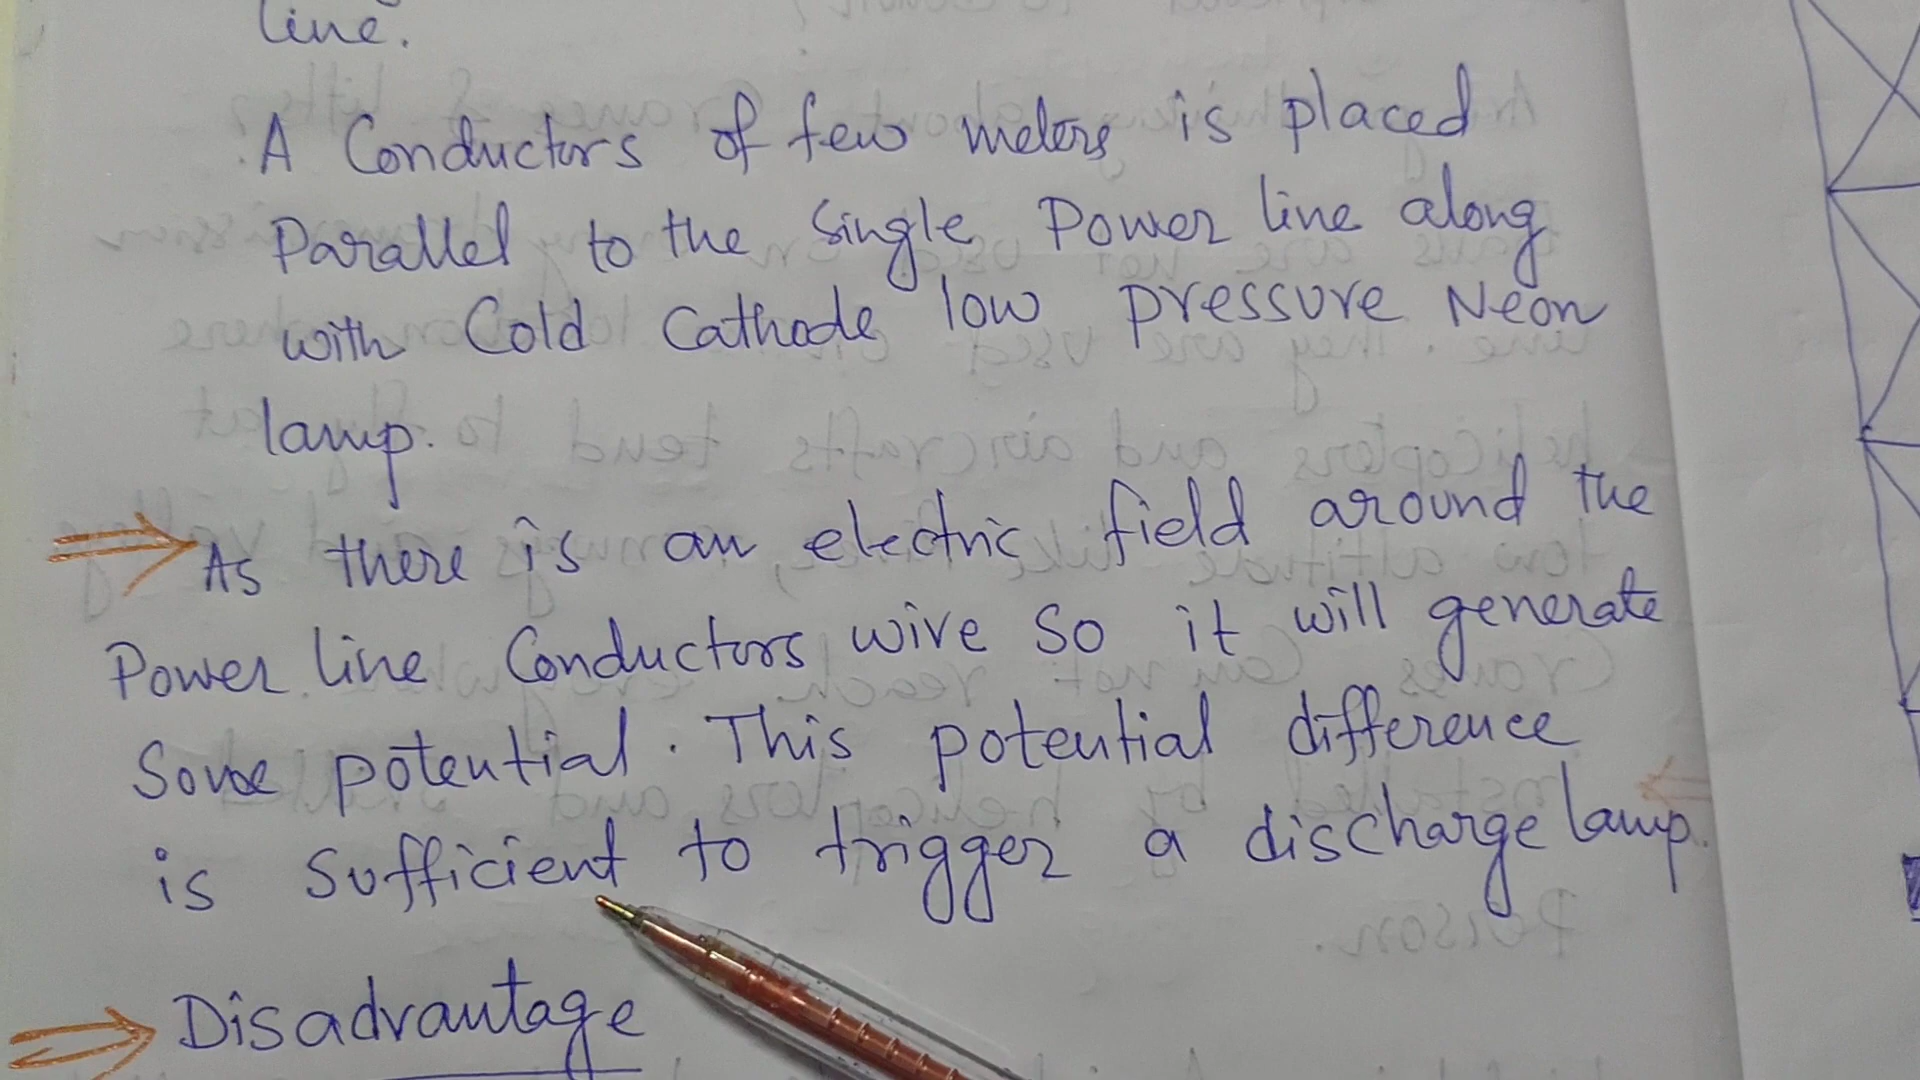 line.
A Conductors of few meters is placed
Parallel to the Single Power line along
with Cold Cathode low pressure Neon
lamp.
As there is an electric field around the
Power line Conductors wire So it will generate
Some potential. This potential difference
is Sufficient to trigger a discharge lamp.
Disadvantage